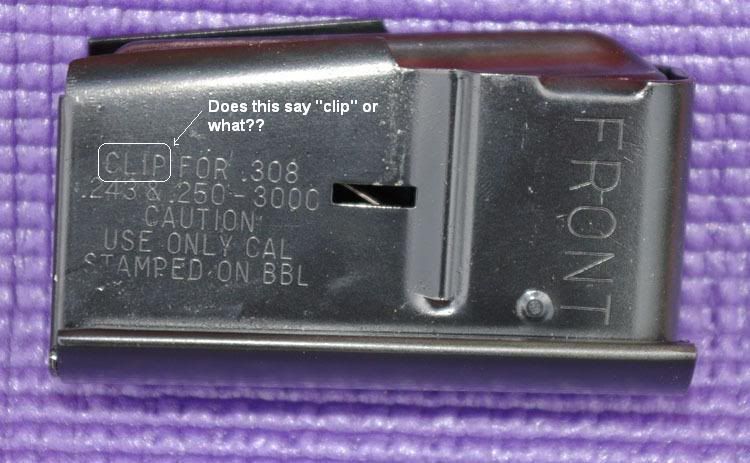 Does this say "clip" or
what??
CLIP FOR .308
.243 & .250-3000
CAUTION
USE ONLY CAL
STAMPED ON BBL
FRONT